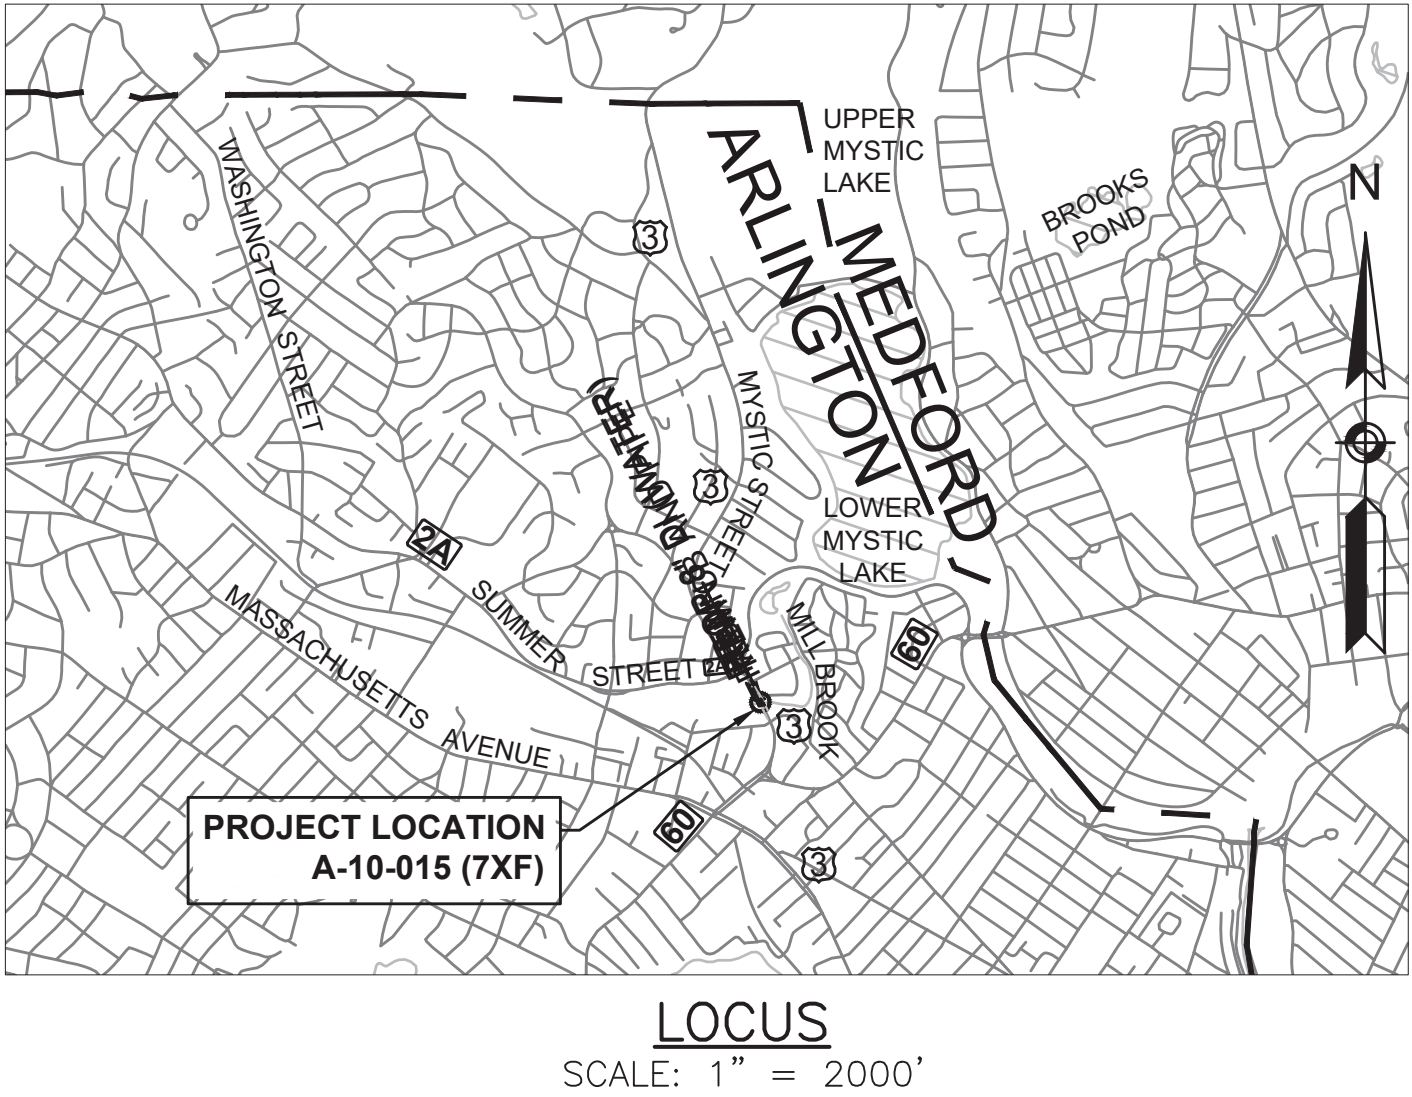 UPPER
MYSTIC
LAKE
ARLINGTON
MEDFORD
BROOKS
POND
N
WASHINGTON STREET
3
MYSTIC STREET
3
LOWER
MYSTIC
LAKE
2A
SUMMER STREET
MASSACHUSETTS AVENUE
MILL BROOK
60
2A
3
PROJECT LOCATION
A-10-015 (7XF)
60
3
LOCUS
SCALE: 1" = 2000'